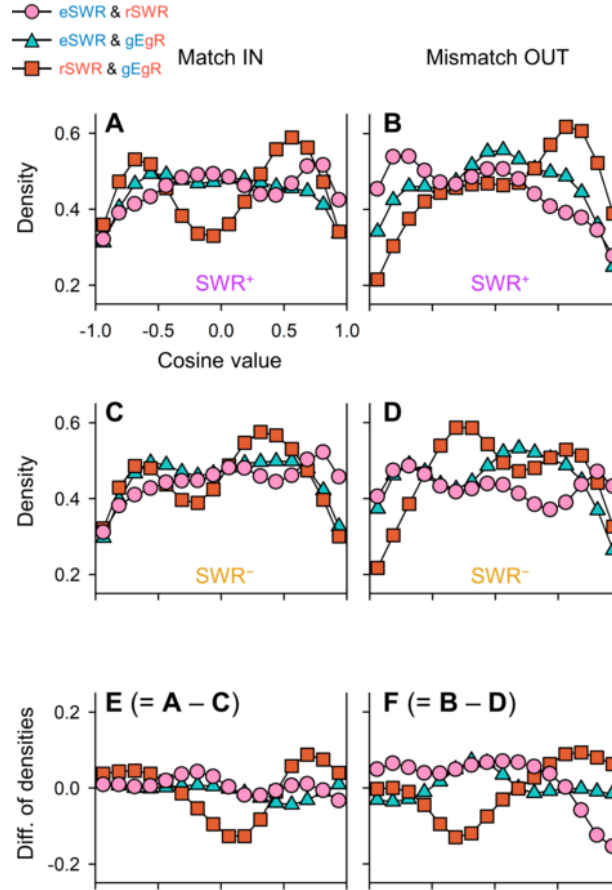 eSWR & rSWR
eSWR & gEgR
rSWR & gEgR
Match IN
Mismatch OUT
A
B
Density
0.6
0.4
0.2
SWR⁺
SWR⁺
-1.0
-0.5
0.0
0.5
1.0
Cosine value
C
D
Density
0.6
0.4
0.2
SWR⁻
SWR⁻
E (= A – C)
F (= B – D)
Diff. of densities
0.2
0.0
-0.2